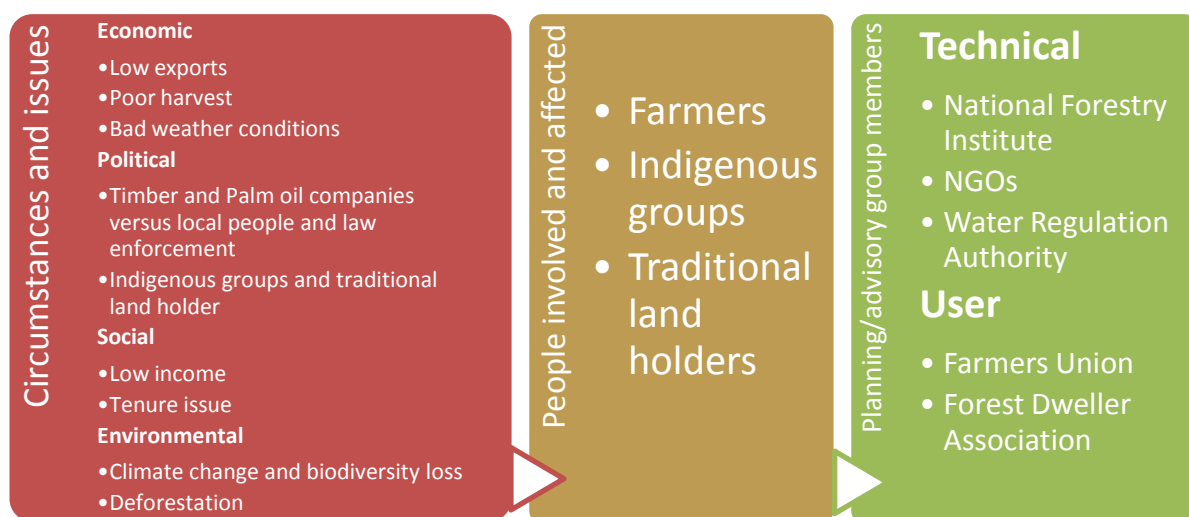 Circumstances and issues
Economic
•Low exports
•Poor harvest
•Bad weather conditions
Political
•Timber and Palm oil companies
versus local people and law
enforcement
•Indigenous groups and traditional
land holder
Social
•Low income
•Tenure issue
Environmental
•Climate change and biodiversity loss
•Deforestation
People involved and affected
• Farmers
• Indigenous
groups
• Traditional
land
holders
Planning/advisory group members
Technical
• National Forestry
Institute
• NGOs
• Water Regulation
Authority
User
• Farmers Union
• Forest Dweller
Association